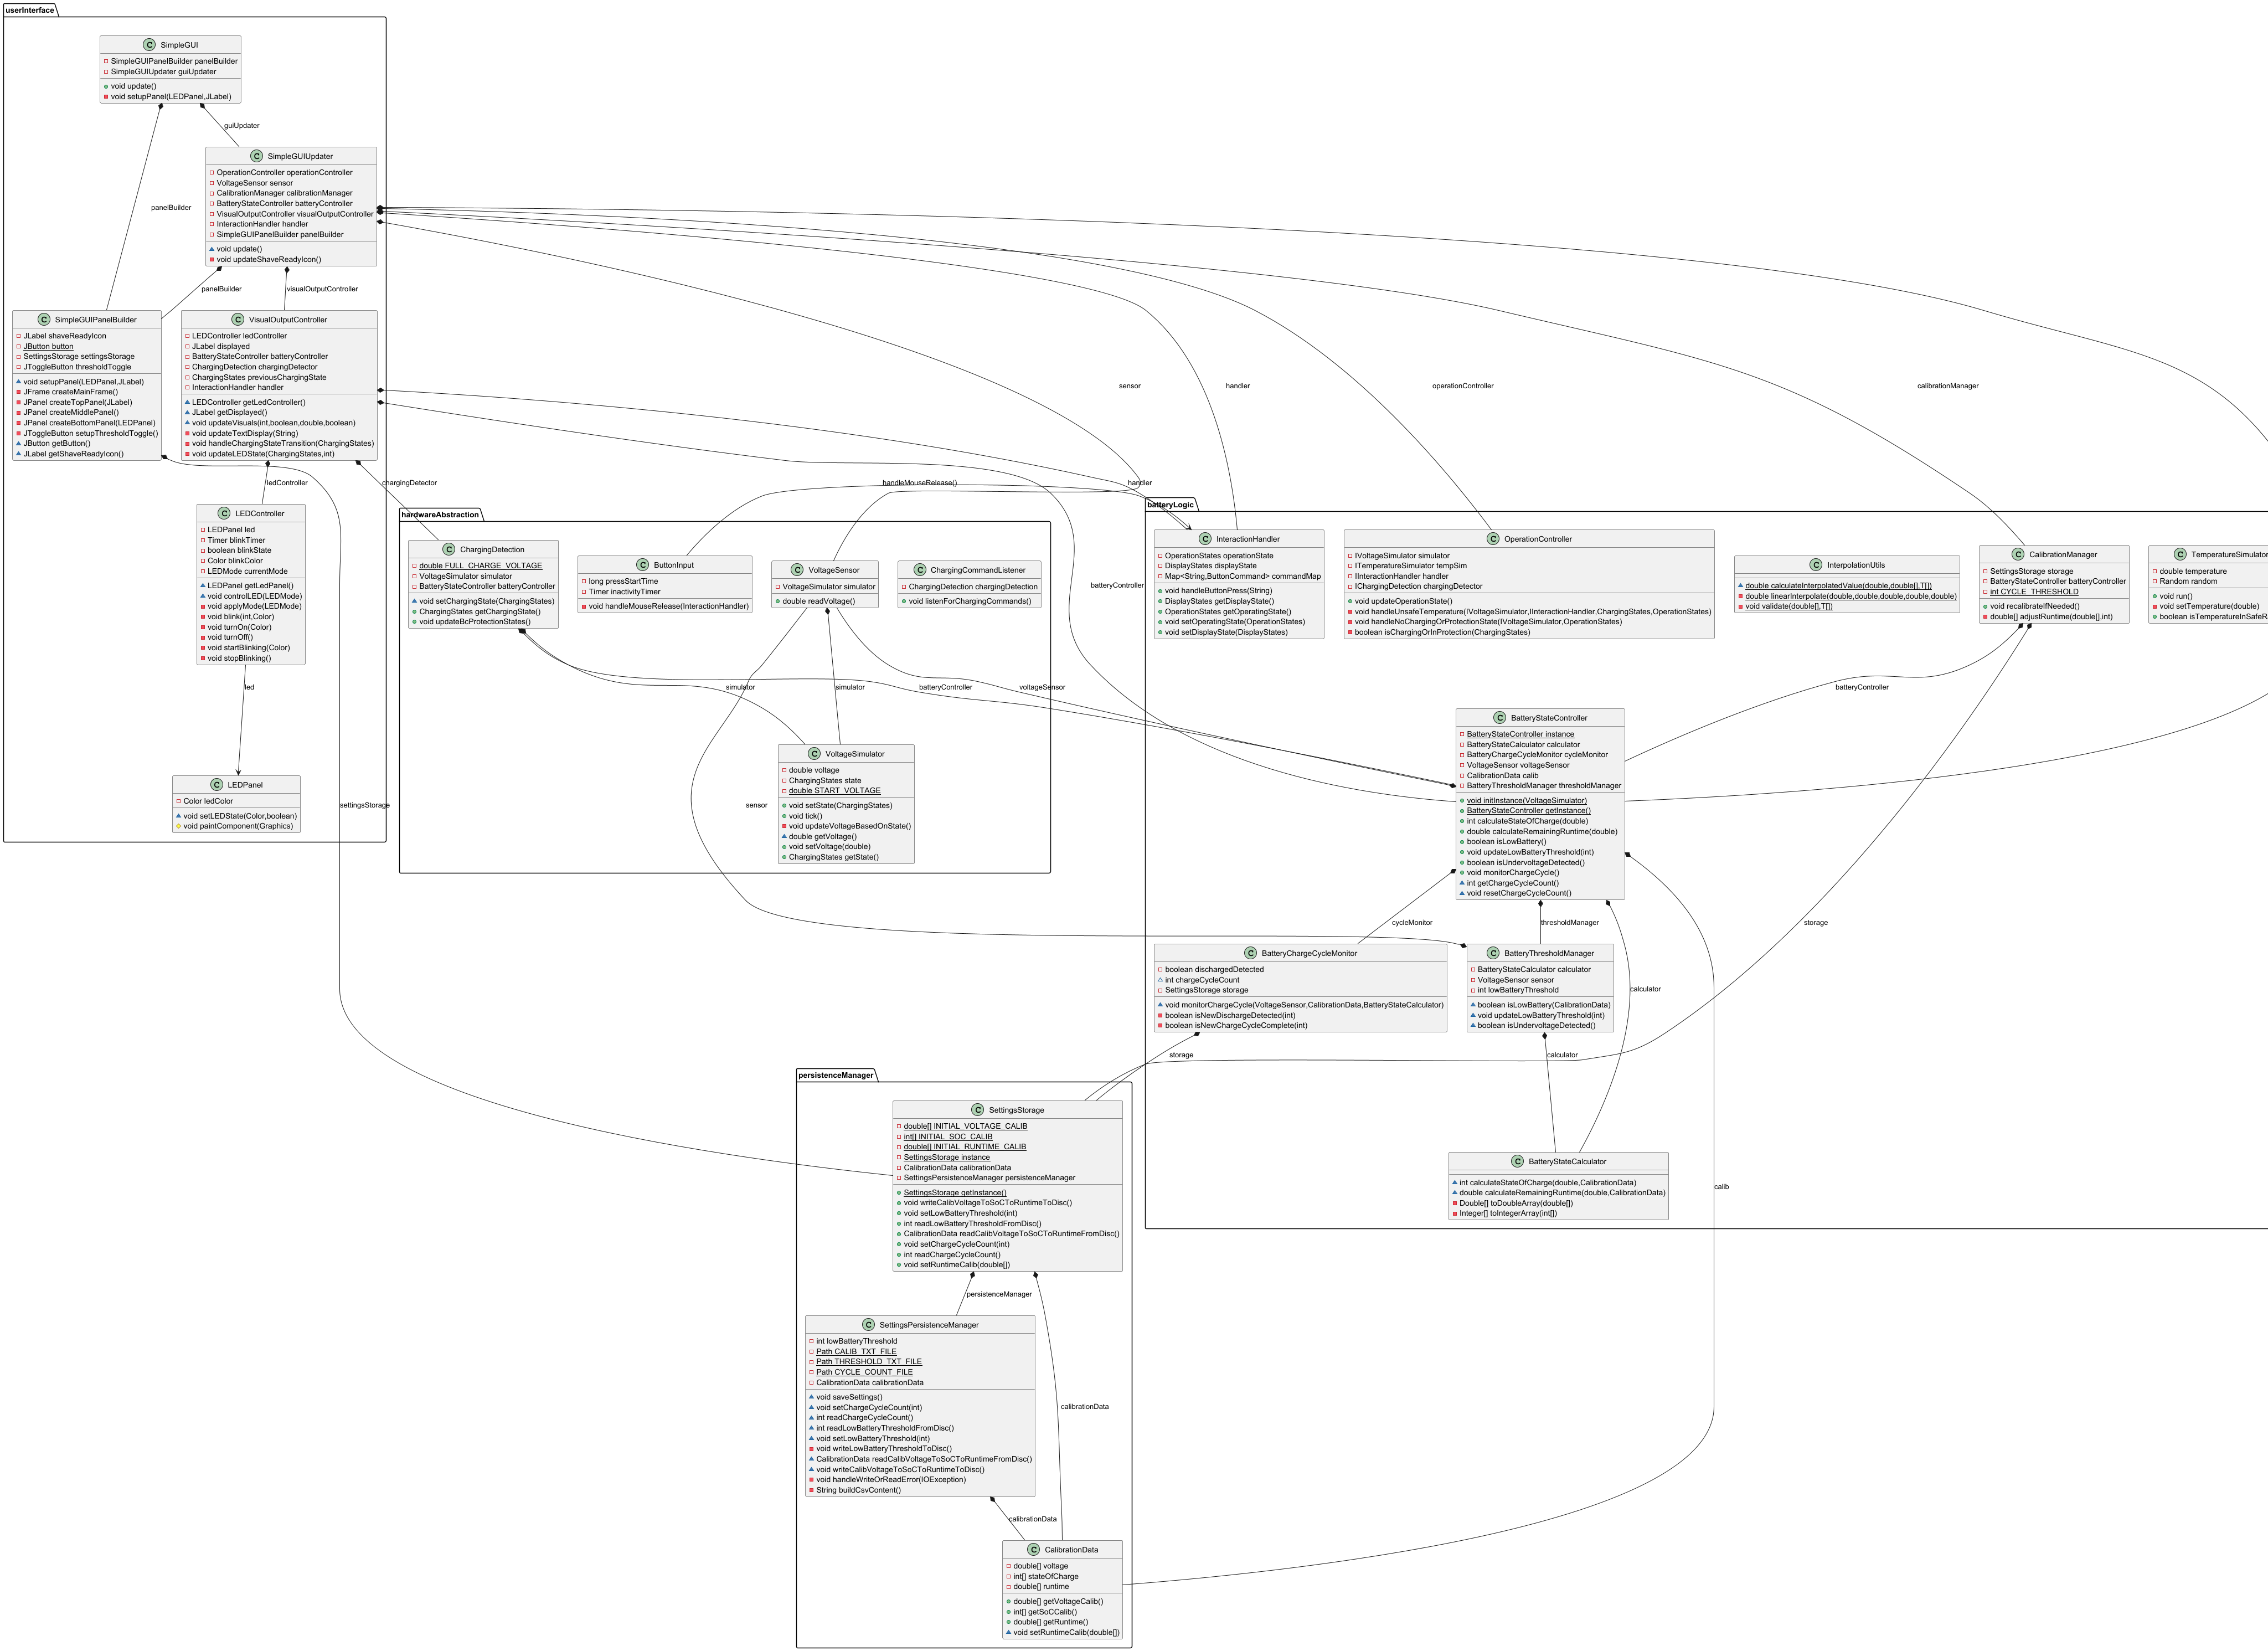 userInterface
C SimpleGUI
SimpleGUIPanelBuilder panelBuilder
SimpleGUIUpdater guiUpdater
void update()
void setupPanel(LEDPanel,JLabel)
guiUpdater
C SimpleGUIUpdater
OperationController operationController
VoltageSensor sensor
CalibrationManager calibrationManager
BatteryStateController batteryController
VisualOutputController visualOutputController
InteractionHandler handler
SimpleGUIPanelBuilder panelBuilder
void update()
void updateShaveReadyIcon()
panelBuilder
panelBuilder
visualOutputController
C SimpleGUIPanelBuilder
JLabel shaveReadyIcon
JButton button
SettingsStorage settingsStorage
JToggleButton thresholdToggle
void setupPanel(LEDPanel,JLabel)
JFrame createMainFrame()
JPanel createTopPanel(JLabel)
JPanel createMiddlePanel()
JPanel createBottomPanel(LEDPanel)
JToggleButton setupThresholdToggle()
JButton getButton()
JLabel getShaveReadyIcon()
C VisualOutputController
LEDController ledController
JLabel displayed
BatteryStateController batteryController
ChargingDetection chargingDetector
ChargingStates previousChargingState
InteractionHandler handler
LEDController getLedController()
JLabel getDisplayed()
void updateVisuals(int,boolean,double,boolean)
void updateTextDisplay(String)
void handleChargingStateTransition(ChargingStates)
void updateLEDState(ChargingStates,int)
sensor
handler
operationController
calibrationManager
ledController
chargingDetector
handleMouseRelease()
handler
C LEDController
LEDPanel led
Timer blinkTimer
boolean blinkState
Color blinkColor
LEDMode currentMode
LEDPanel getLedPanel()
void controlLED(LEDMode)
void applyMode(LEDMode)
void blink(int,Color)
void turnOn(Color)
void turnOff()
void startBlinking(Color)
void stopBlinking()
led
C LEDPanel
Color ledColor
void setLEDState(Color,boolean)
void paintComponent(Graphics)
settingsStorage
hardwareAbstraction
C ChargingDetection
double FULL_CHARGE_VOLTAGE
VoltageSimulator simulator
BatteryStateController batteryController
void setChargingState(ChargingStates)
ChargingStates getChargingState()
void updateBcProtectionStates()
C ButtonInput
long pressStartTime
Timer inactivityTimer
void handleMouseRelease(InteractionHandler)
C VoltageSensor
VoltageSimulator simulator
double readVoltage()
C ChargingCommandListener
ChargingDetection chargingDetection
void listenForChargingCommands()
batteryController
simulator
simulator
batteryController
voltageSensor
C VoltageSimulator
double voltage
ChargingStates state
double START_VOLTAGE
void setState(ChargingStates)
void tick()
void updateVoltageBasedOnState()
double getVoltage()
void setVoltage(double)
ChargingStates getState()
sensor
batteryLogic
C InteractionHandler
OperationStates operationState
DisplayStates displayState
Map<String,ButtonCommand> commandMap
void handleButtonPress(String)
DisplayStates getDisplayState()
OperationStates getOperatingState()
void setOperatingState(OperationStates)
void setDisplayState(DisplayStates)
C OperationController
IVoltageSimulator simulator
ITemperatureSimulator tempSim
IInteractionHandler handler
IChargingDetection chargingDetector
void updateOperationState()
void handleUnsafeTemperature(IVoltageSimulator,IInteractionHandler,ChargingStates,OperationStates)
void handleNoChargingOrProtectionState(IVoltageSimulator,OperationStates)
boolean isChargingOrInProtection(ChargingStates)
C InterpolationUtils
double calculateInterpolatedValue(double,double[],T[])
double linearInterpolate(double,double,double,double,double)
void validate(double[],T[])
C CalibrationManager
SettingsStorage storage
BatteryStateController batteryController
int CYCLE_THRESHOLD
void recalibrateIfNeeded()
double[] adjustRuntime(double[],int)
C TemperatureSimulator
double temperature
Random random
void run()
void setTemperature(double)
boolean isTemperatureInSafeR
batteryController
C BatteryStateController
BatteryStateController instance
BatteryStateCalculator calculator
BatteryChargeCycleMonitor cycleMonitor
VoltageSensor voltageSensor
CalibrationData calib
BatteryThresholdManager thresholdManager
void initInstance(VoltageSimulator)
BatteryStateController getInstance()
int calculateStateOfCharge(double)
double calculateRemainingRuntime(double)
boolean isLowBattery()
void updateLowBatteryThreshold(int)
boolean isUndervoltageDetected()
void monitorChargeCycle()
int getChargeCycleCount()
void resetChargeCycleCount()
cycleMonitor
thresholdManager
storage
C BatteryChargeCycleMonitor
boolean dischargedDetected
int chargeCycleCount
SettingsStorage storage
void monitorChargeCycle(VoltageSensor,CalibrationData,BatteryStateCalculator)
boolean isNewDischargeDetected(int)
boolean isNewChargeCycleComplete(int)
C BatteryThresholdManager
BatteryStateCalculator calculator
VoltageSensor sensor
int lowBatteryThreshold
boolean isLowBattery(CalibrationData)
void updateLowBatteryThreshold(int)
boolean isUndervoltageDetected()
calculator
storage
calculator
C BatteryStateCalculator
int calculateStateOfCharge(double,CalibrationData)
double calculateRemainingRuntime(double,CalibrationData)
Double[] toDoubleArray(double[])
Integer[] toIntegerArray(int[])
calib
persistenceManager
C SettingsStorage
double[] INITIAL_VOLTAGE_CALIB
int[] INITIAL_SOC_CALIB
double[] INITIAL_RUNTIME_CALIB
SettingsStorage instance
CalibrationData calibrationData
SettingsPersistenceManager persistenceManager
SettingsStorage getInstance()
void writeCalibVoltageToSoCToRuntimeToDisc()
void setLowBatteryThreshold(int)
int readLowBatteryThresholdFromDisc()
CalibrationData readCalibVoltageToSoCToRuntimeFromDisc()
void setChargeCycleCount(int)
int readChargeCycleCount()
void setRuntimeCalib(double[])
persistenceManager
C SettingsPersistenceManager
int lowBatteryThreshold
Path CALIB_TXT_FILE
Path THRESHOLD_TXT_FILE
Path CYCLE_COUNT_FILE
CalibrationData calibrationData
void saveSettings()
void setChargeCycleCount(int)
int readChargeCycleCount()
int readLowBatteryThresholdFromDisc()
void setLowBatteryThreshold(int)
void writeLowBatteryThresholdToDisc()
CalibrationData readCalibVoltageToSoCToRuntimeFromDisc()
void writeCalibVoltageToSoCToRuntimeToDisc()
void handleWriteOrReadError(IOException)
String buildCsvContent()
calibrationData
calibrationData
C CalibrationData
double[] voltage
int[] stateOfCharge
double[] runtime
double[] getVoltageCalib()
int[] getSoCCalib()
double[] getRuntime()
void setRuntimeCalib(double[])